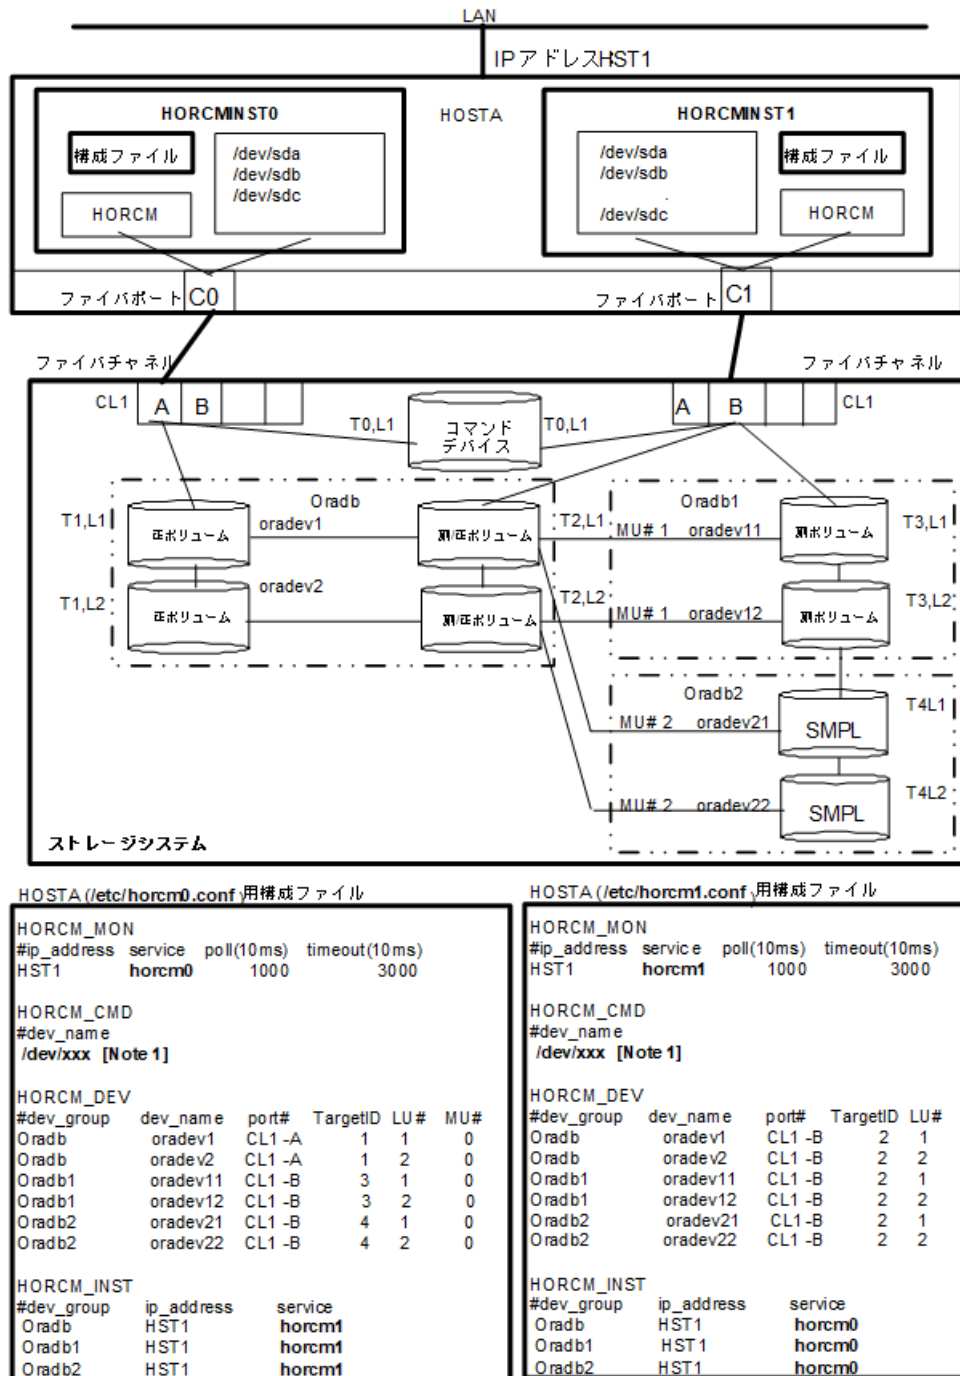 LAN
IPアドレスHST1
HORCMINST0
HOSTA
HORCMINST1
構成ファイル
/dev/sda
/dev/sdb
/dev/sdc
HORCM
/dev/sda
/dev/sdb
.
/dev/sdc
構成ファイル
HORCM
ファイバポート C0
ファイバポート C1
ファイバチャネル
ファイバチャネル
CL1 A B
A B CL1
T0,L1 コマンド T0,L1
デバイス
Oradb
Oradb1
T1,L1 正ボリューム oradev1 副/正ボリューム T2,L1 MU# 1 oradev11 副ボリューム T3,L1
T1,L2 正ボリューム oradev2 副/正ボリューム T2,L2 MU# 1 oradev12 副ボリューム T3,L2
Oradb2
MU# 2 oradev21 SMPL T4L1
MU# 2 oradev22 SMPL T4L2
ストレージシステム
HOSTA (/etc/horcm0.conf )用構成ファイル
HORCM_MON
#ip_address service poll(10ms) timeout(10ms)
HST1 horcm0 1000 3000
HORCM_CMD
#dev_name
/dev/xxx [Note 1]
HORCM_DEV
#dev_group dev_name port# TargetID LU# MU#
Oradb oradev1 CL1 -A 1 1 0
Oradb oradev2 CL1 -A 1 2 0
Oradb1 oradev11 CL1 -B 3 1 0
Oradb1 oradev12 CL1 -B 3 2 0
Oradb2 oradev21 CL1 -B 4 1 0
Oradb2 oradev22 CL1 -B 4 2 0
HORCM_INST
#dev_group ip_address service
Oradb HST1 horcm1
Oradb1 HST1 horcm1
Oradb2 HST1 horcm1
HOSTA (/etc/horcm1.conf )用構成ファイル
HORCM_MON
#ip_address service poll(10ms) timeout(10ms)
HST1 horcm1 1000 3000
HORCM_CMD
#dev_name
/dev/xxx [Note 1]
HORCM_DEV
#dev_group dev_name port# TargetID LU#
Oradb oradev1 CL1 -B 2 1
Oradb oradev2 CL1 -B 2 2
Oradb1 oradev11 CL1 -B 2 1
Oradb1 oradev12 CL1 -B 2 2
Oradb2 oradev21 CL1 -B 2 1
Oradb2 oradev22 CL1 -B 2 2
HORCM_INST
#dev_group ip_address service
Oradb HST1 horcm0
Oradb1 HST1 horcm0
Oradb2 HST1 horcm0